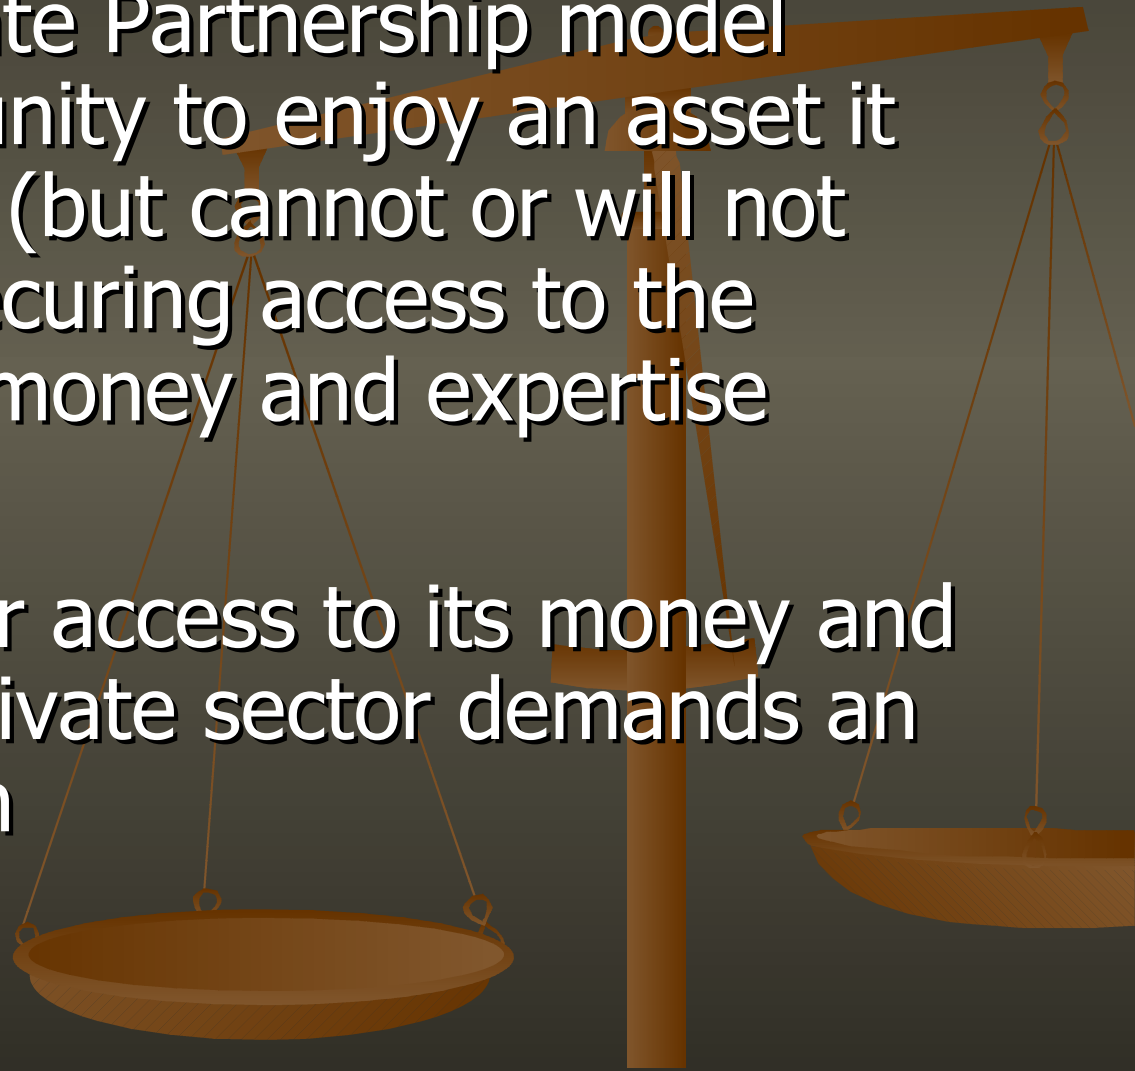 te Partnership model
unity to enjoy an asset it
(but cannot or will not
curing access to the
money and expertise
r access to its money and
ivate sector demands an
n